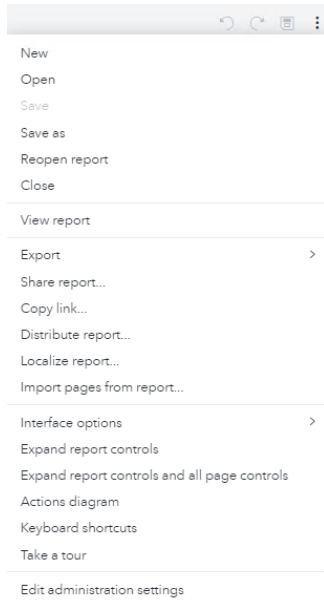 New
Open
Save
Save as
Reopen report
Close
View report
Export
Share report...
Copy link...
Distribute report...
Localize report...
Import pages from report...
Interface options
Expand report controls
Expand report controls and all page controls
Actions diagram
Keyboard shortcuts
Take a tour
Edit administration settings